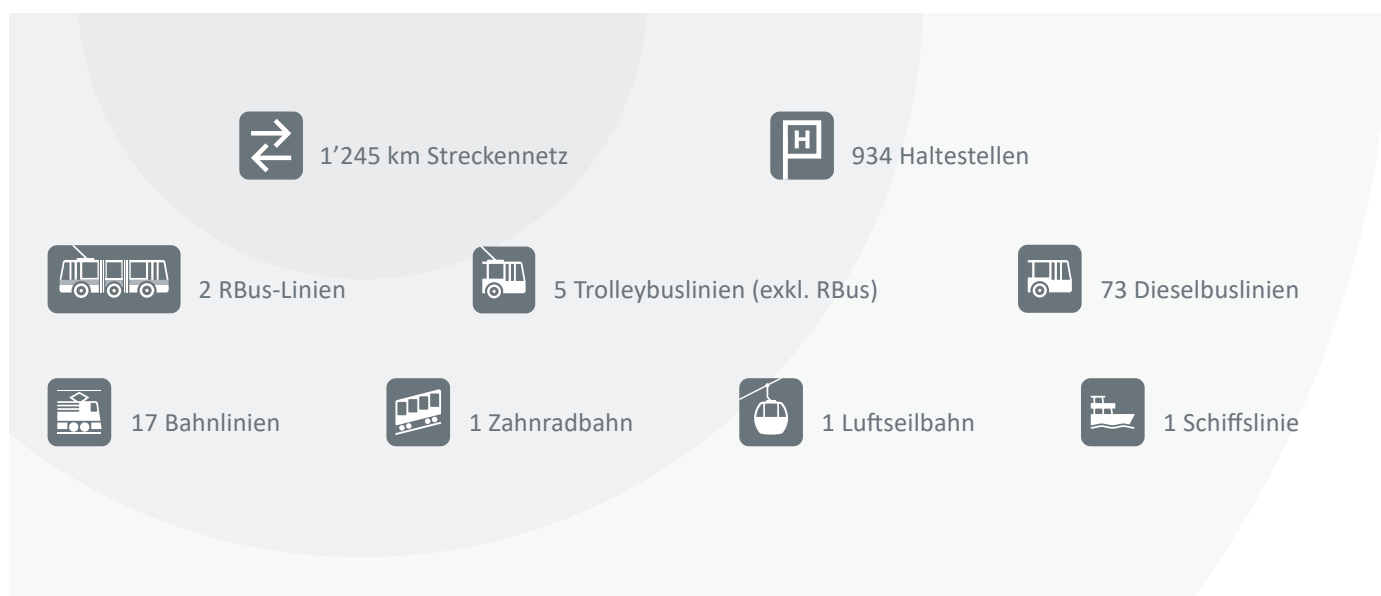 1’245 km Streckennetz
H
934 Haltestellen
2 RBus-Linien
5 Trolleybuslinien (exkl. RBus)
73 Dieselbuslinien
17 Bahnlinien
1 Zahnradbahn
1 Luftseilbahn
1 Schiffslinie